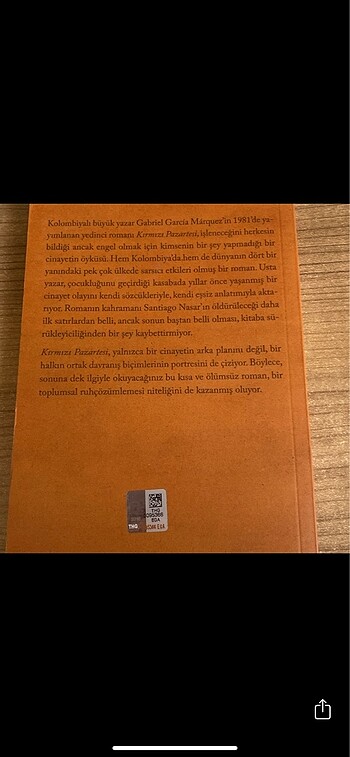 Kolombiyalı büyük yazar Gabriel García Márquez'in 1981'de ya-
yımlanan yedinci romanı Kırmızı Pazartesi, işleneceğini herkesin
bildiği ancak engel olmak için kimsenin bir şey yapmadığı bir
cinayetin öyküsü. Hem Kolombiya'da hem de dünyanın dört bir
yanındaki pek çok ülkede sarsıcı etkileri olmuş bir roman. Usta
yazar, çocukluğunu geçirdiği kasabada yıllar önce yaşanmış bir
cinayet olayını kendi sözcükleriyle, kendi eşsiz anlatımıyla akta-
rıyor. Romanın kahramanı Santiago Nasar'ın öldürüleceği daha
ilk satırlardan belli, ancak sonun baştan belli olması, kitaba sü-
rükleyiciliğinden bir şey kaybettirmiyor.
Kırmızı Pazartesi, yalnızca bir cinayetin arka planını değil, bir
halkın ortak davranış biçimlerinin portresini de çiziyor. Böylece,
sonuna dek ilgiyle okuyacağınız bu kısa ve ölümsüz roman, bir
toplumsal ruhçözümlemesi niteliğini de kazanmış oluyor.
THG
EGA
THG